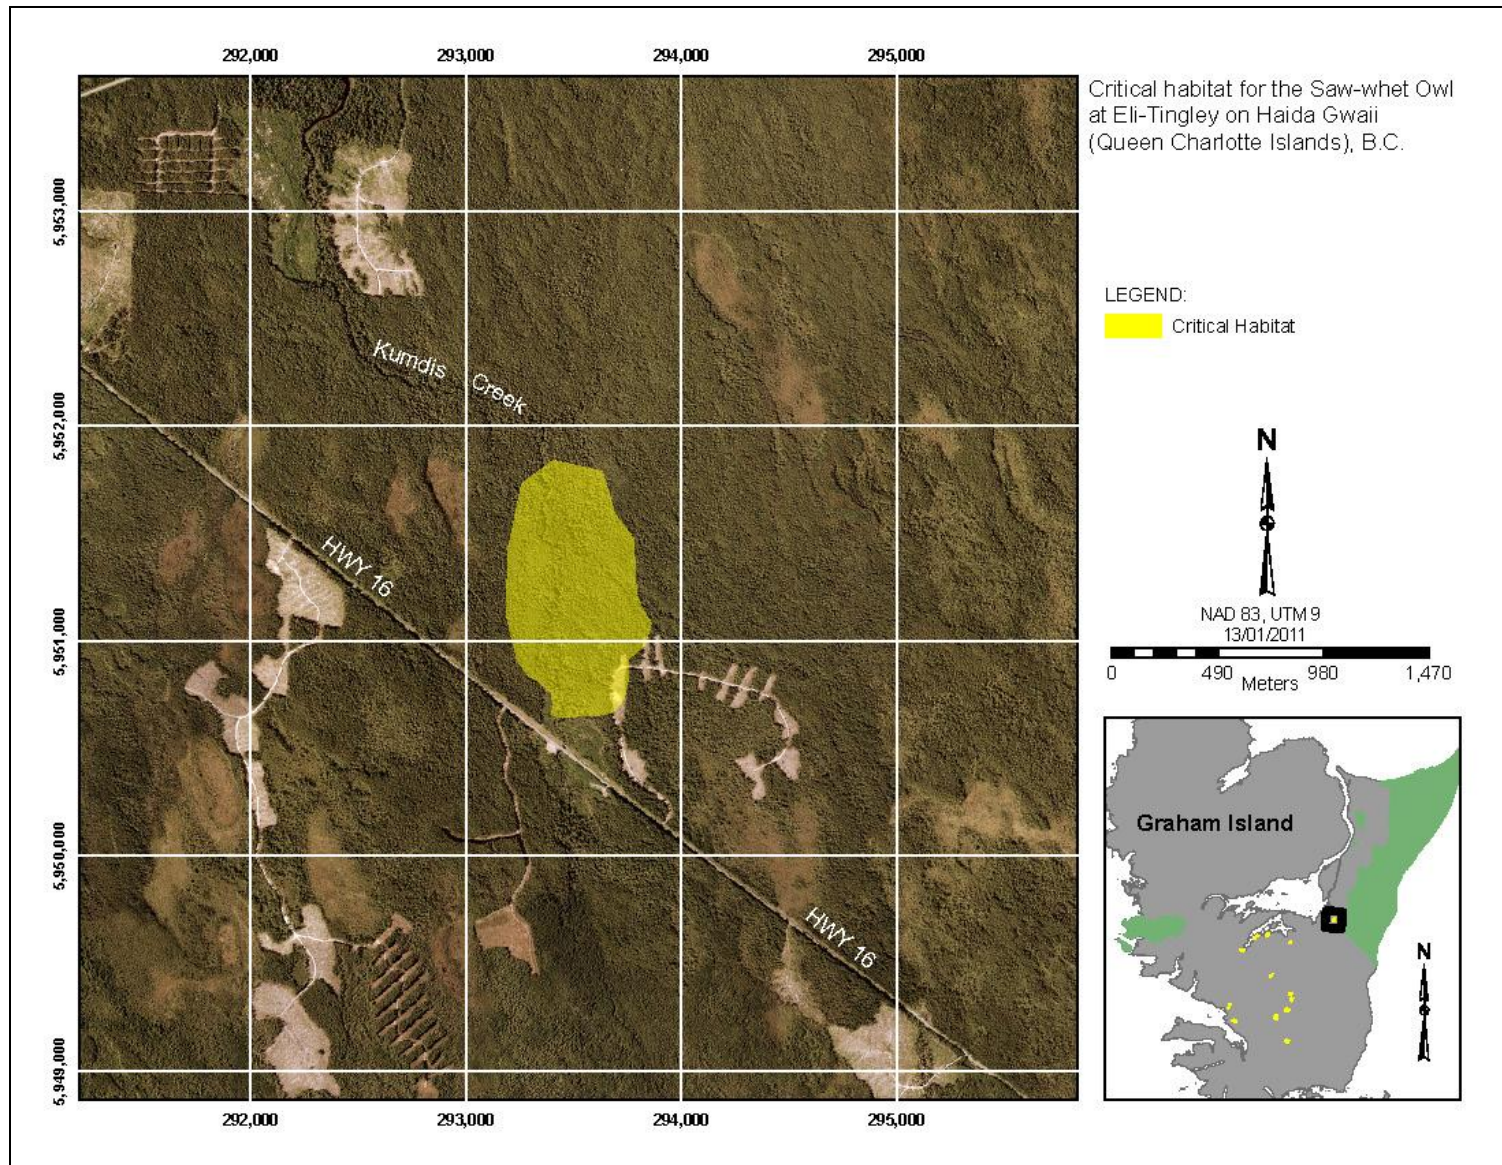 292,000 293,000 294,000 295,000
Critical habitat for the Saw-whet Owl
at Eli-Tingley on Haida Gwaii
(Queen Charlotte Islands), B.C.
5,953,000
LEGEND:
Critical Habitat
Kumdis Creek
5,952,000
N
HWY 16
NAD 83, UTM 9
13/01/2011
5,951,000
0 490 980 1,470
Meters
Graham Island
5,950,000
HWY 16
N
5,949,000
292,000 293,000 294,000 295,000